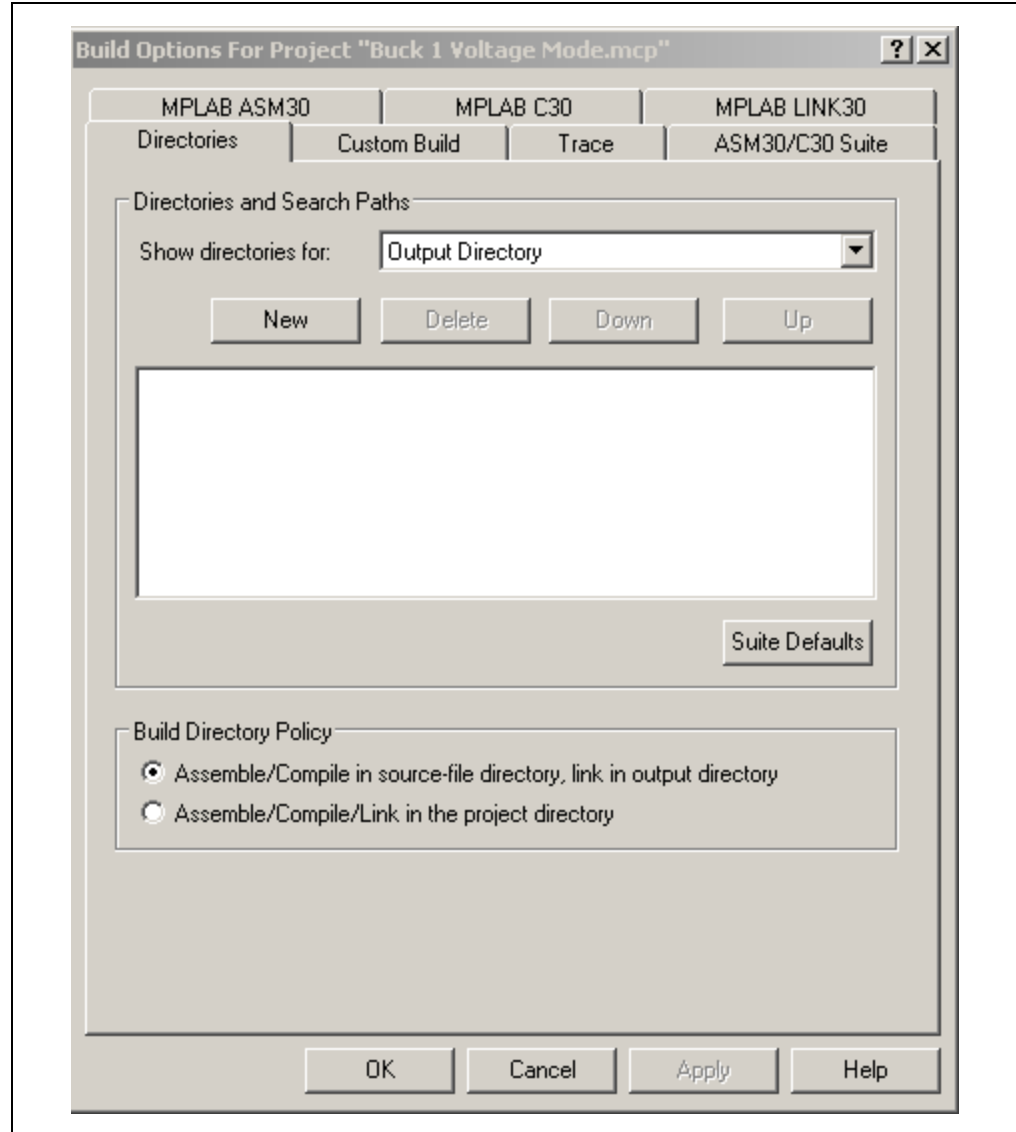 Build Options For Project "Buck 1 Voltage Mode.mcp"
MPLAB ASM30 MPLAB C30 MPLAB LINK30
Directories Custom Build Trace ASM30/C30 Suite
Directories and Search Paths
Show directories for: Output Directory
New Delete Down Up
Suite Defaults
Build Directory Policy
Assemble/Compile in source-file directory, link in output directory
Assemble/Compile/Link in the project directory
OK Cancel Apply Help